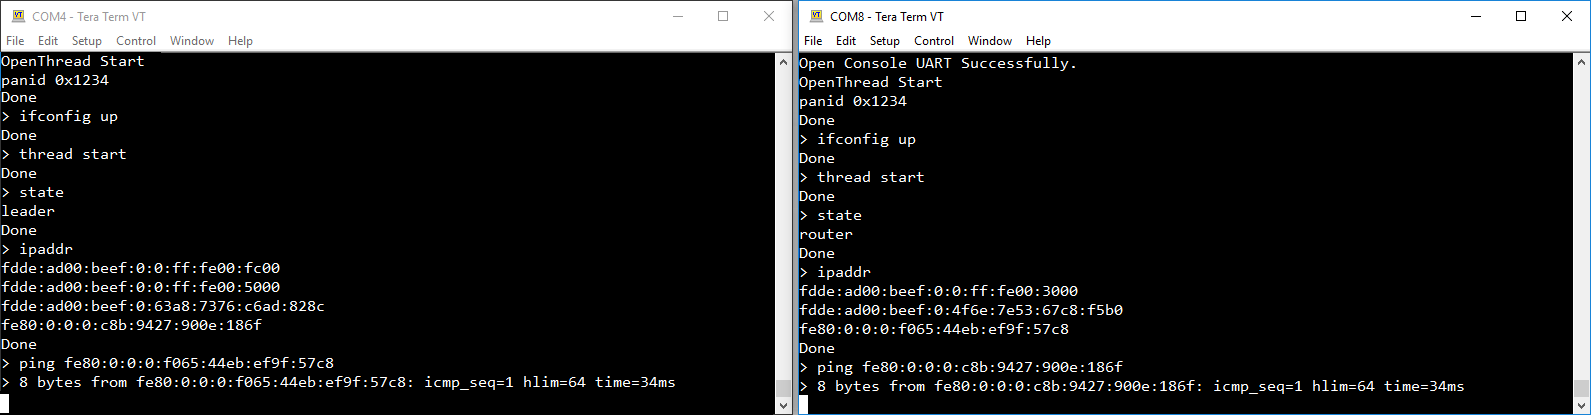 COM4 - Tera Term VT
File Edit Setup Control Window Help
OpenThread Start
panid 0x1234
Done
> ifconfig up
Done
> thread start
Done
> state
leader
Done
> ipaddr
fdde:ad00:beef:0:0:ff:fe00:fc00
fdde:ad00:beef:0:0:ff:fe00:5000
fdde:ad00:beef:0:63a8:7376:c6ad:828c
fe80:0:0:0:c8b:9427:900e:186f
Done
> ping fe80:0:0:0:f065:44eb:ef9f:57c8
> 8 bytes from fe80:0:0:0:f065:44eb:ef9f:57c8: icmp_seq=1 hlim=64 time=34ms
COM8 - Tera Term VT
File Edit Setup Control Window Help
Open Console UART Successfully.
OpenThread Start
panid 0x1234
Done
> ifconfig up
Done
> thread start
Done
> state
router
Done
> ipaddr
fdde:ad00:beef:0:0:ff:fe00:3000
fdde:ad00:beef:0:4f6e:7e53:67c8:f5b0
fe80:0:0:0:f065:44eb:ef9f:57c8
Done
> ping fe80:0:0:0:c8b:9427:900e:186f
> 8 bytes from fe80:0:0:0:c8b:9427:900e:186f: icmp_seq=1 hlim=64 time=34ms